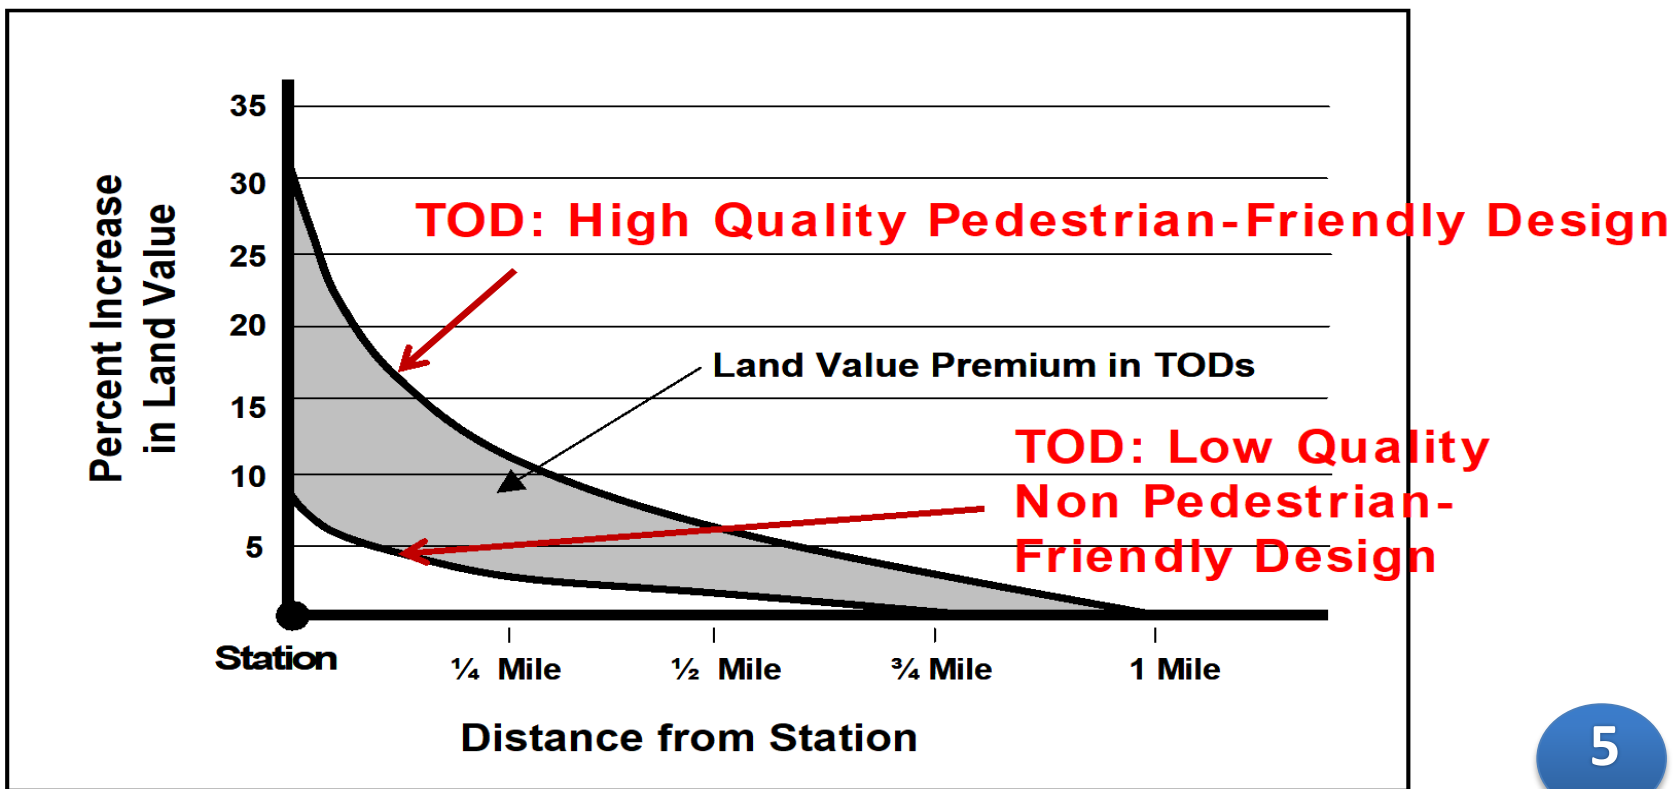 35
30
25
20
15
10
5
Percent Increase
in Land Value
TOD: High Quality Pedestrian-Friendly Design
Land Value Premium in TODs
TOD: Low Quality
Non Pedestrian-
Friendly Design
Station
¼ Mile
½ Mile
¾ Mile
1 Mile
Distance from Station
5